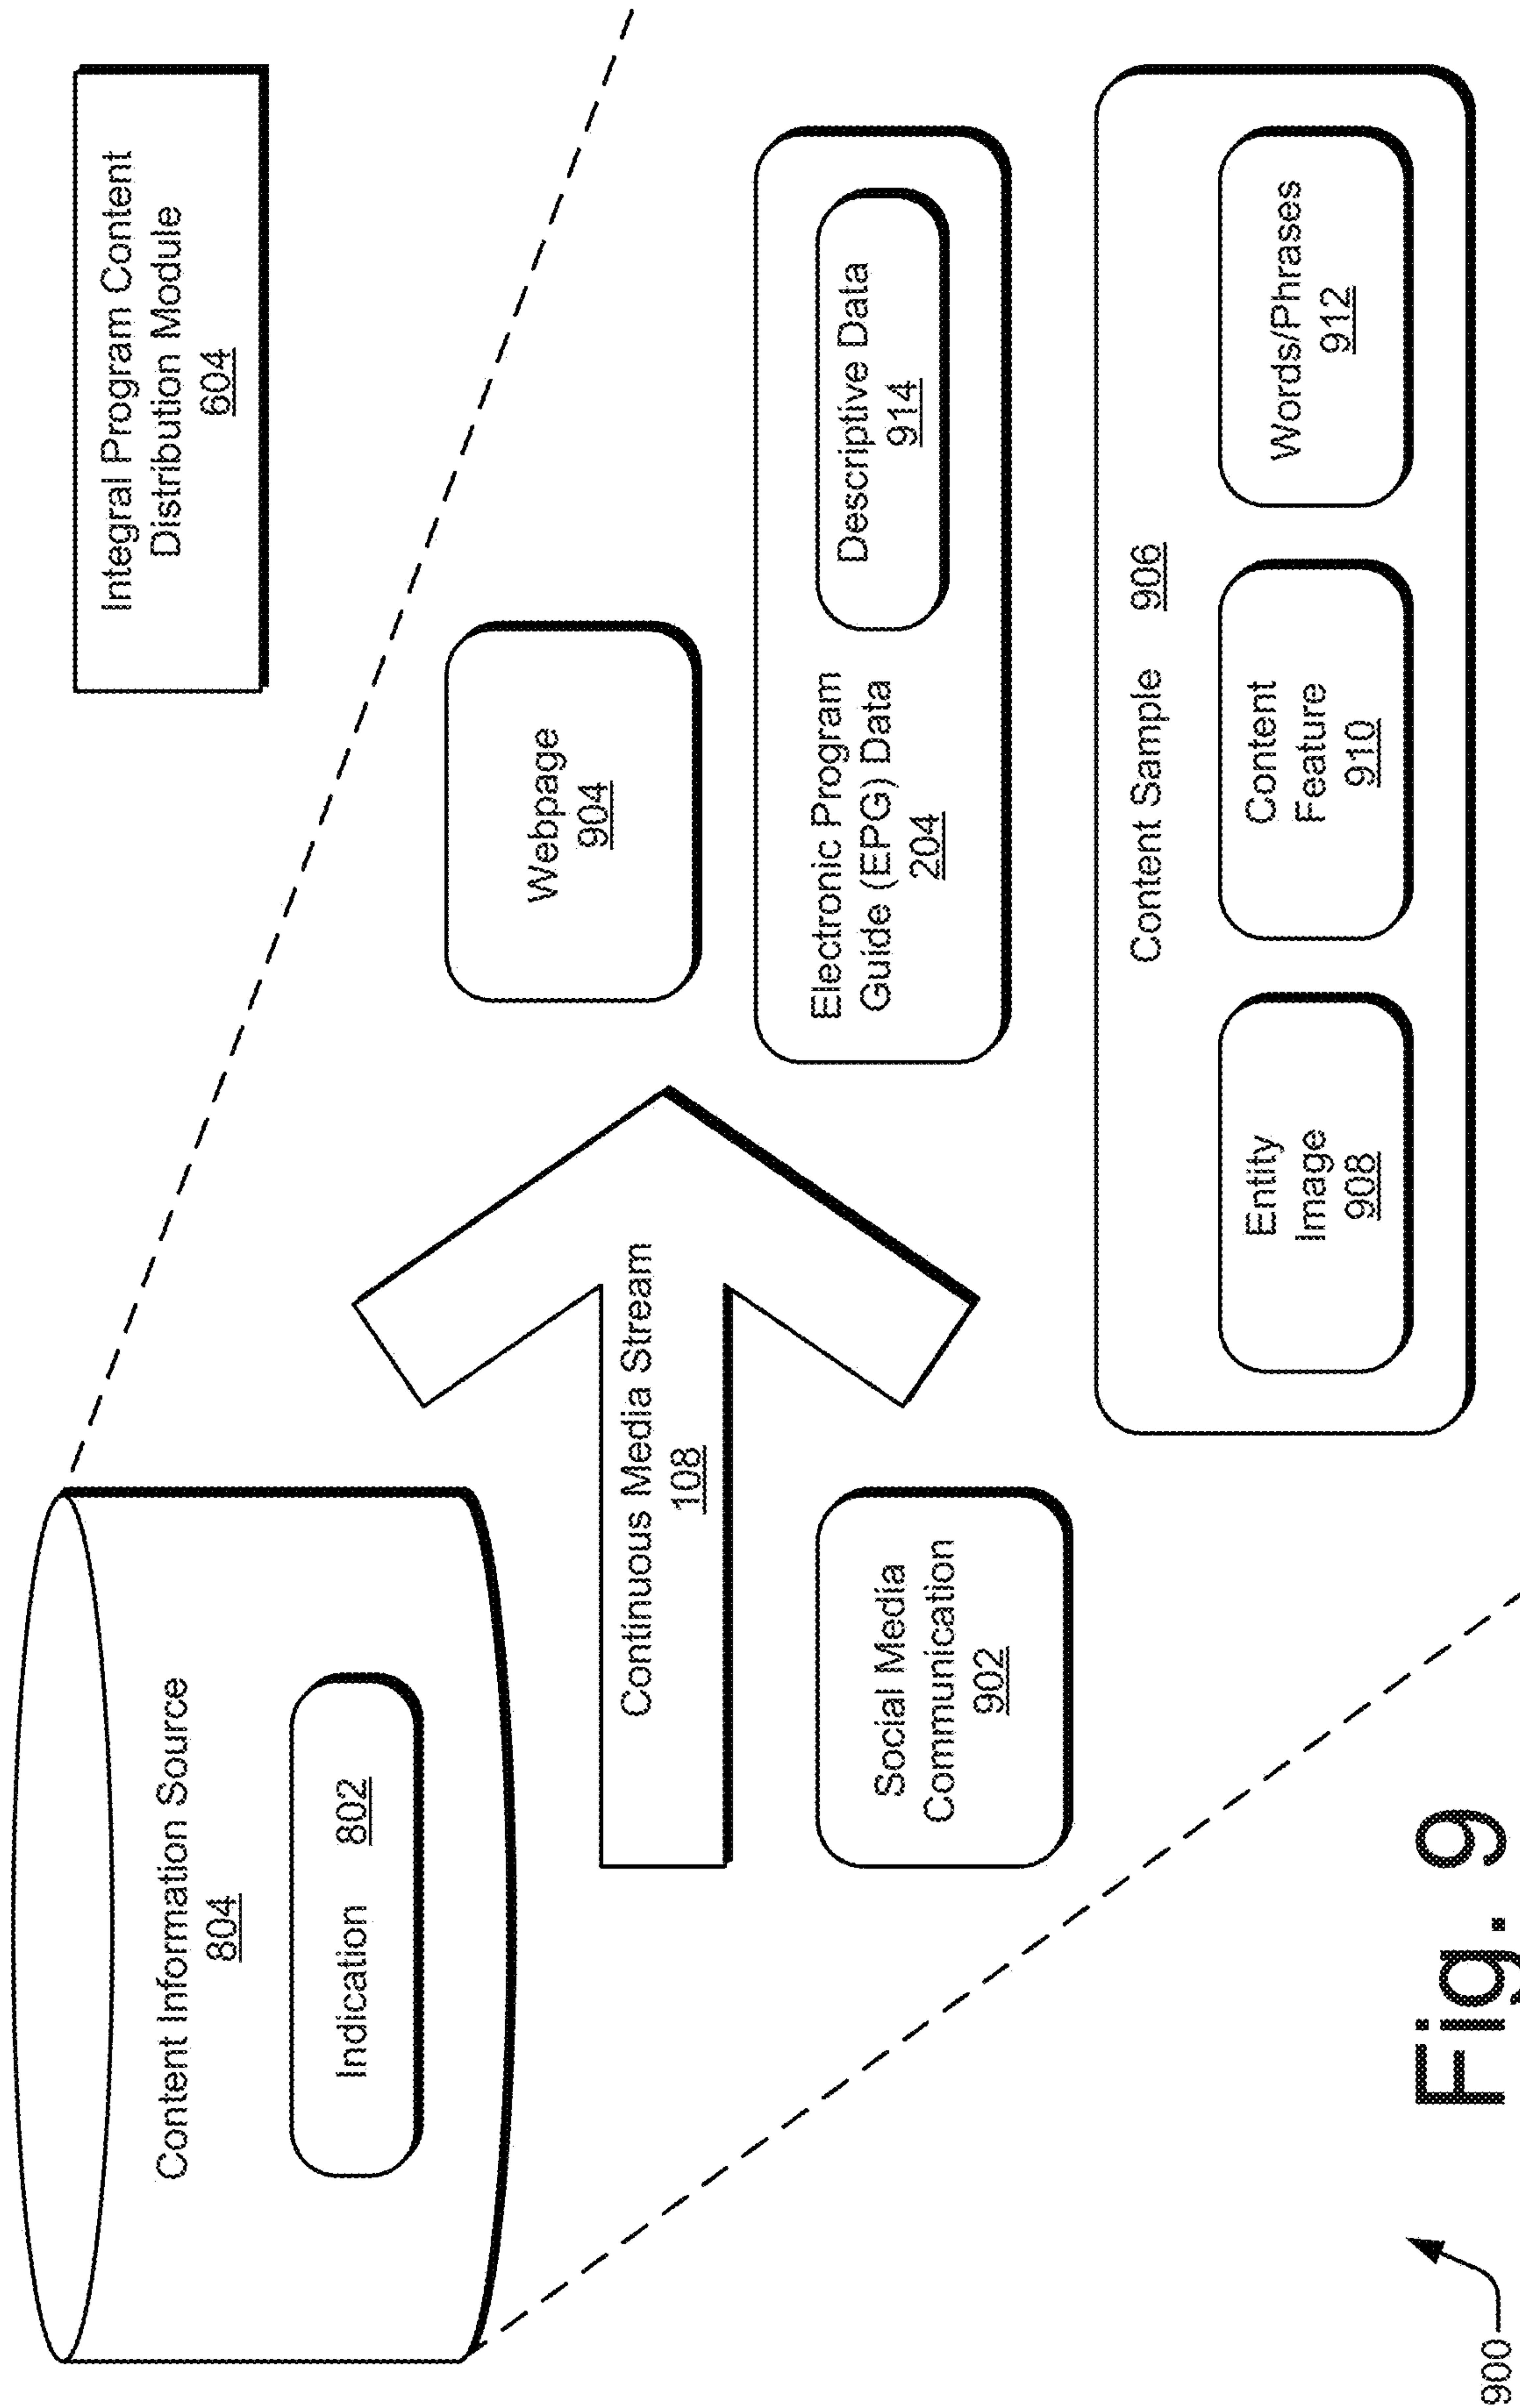 Content Information Source
804
Indication 802
Integral Program Content
Distribution Module
604
Continuous Media Stream
108
Webpage
904
Social Media
Communication
902
Electronic Program
Guide (EPG) Data
204
Descriptive Data
914
Content Sample 906
Entity
Image
908
Content
Feature
910
Words/Phrases
912
900
Fig. 9